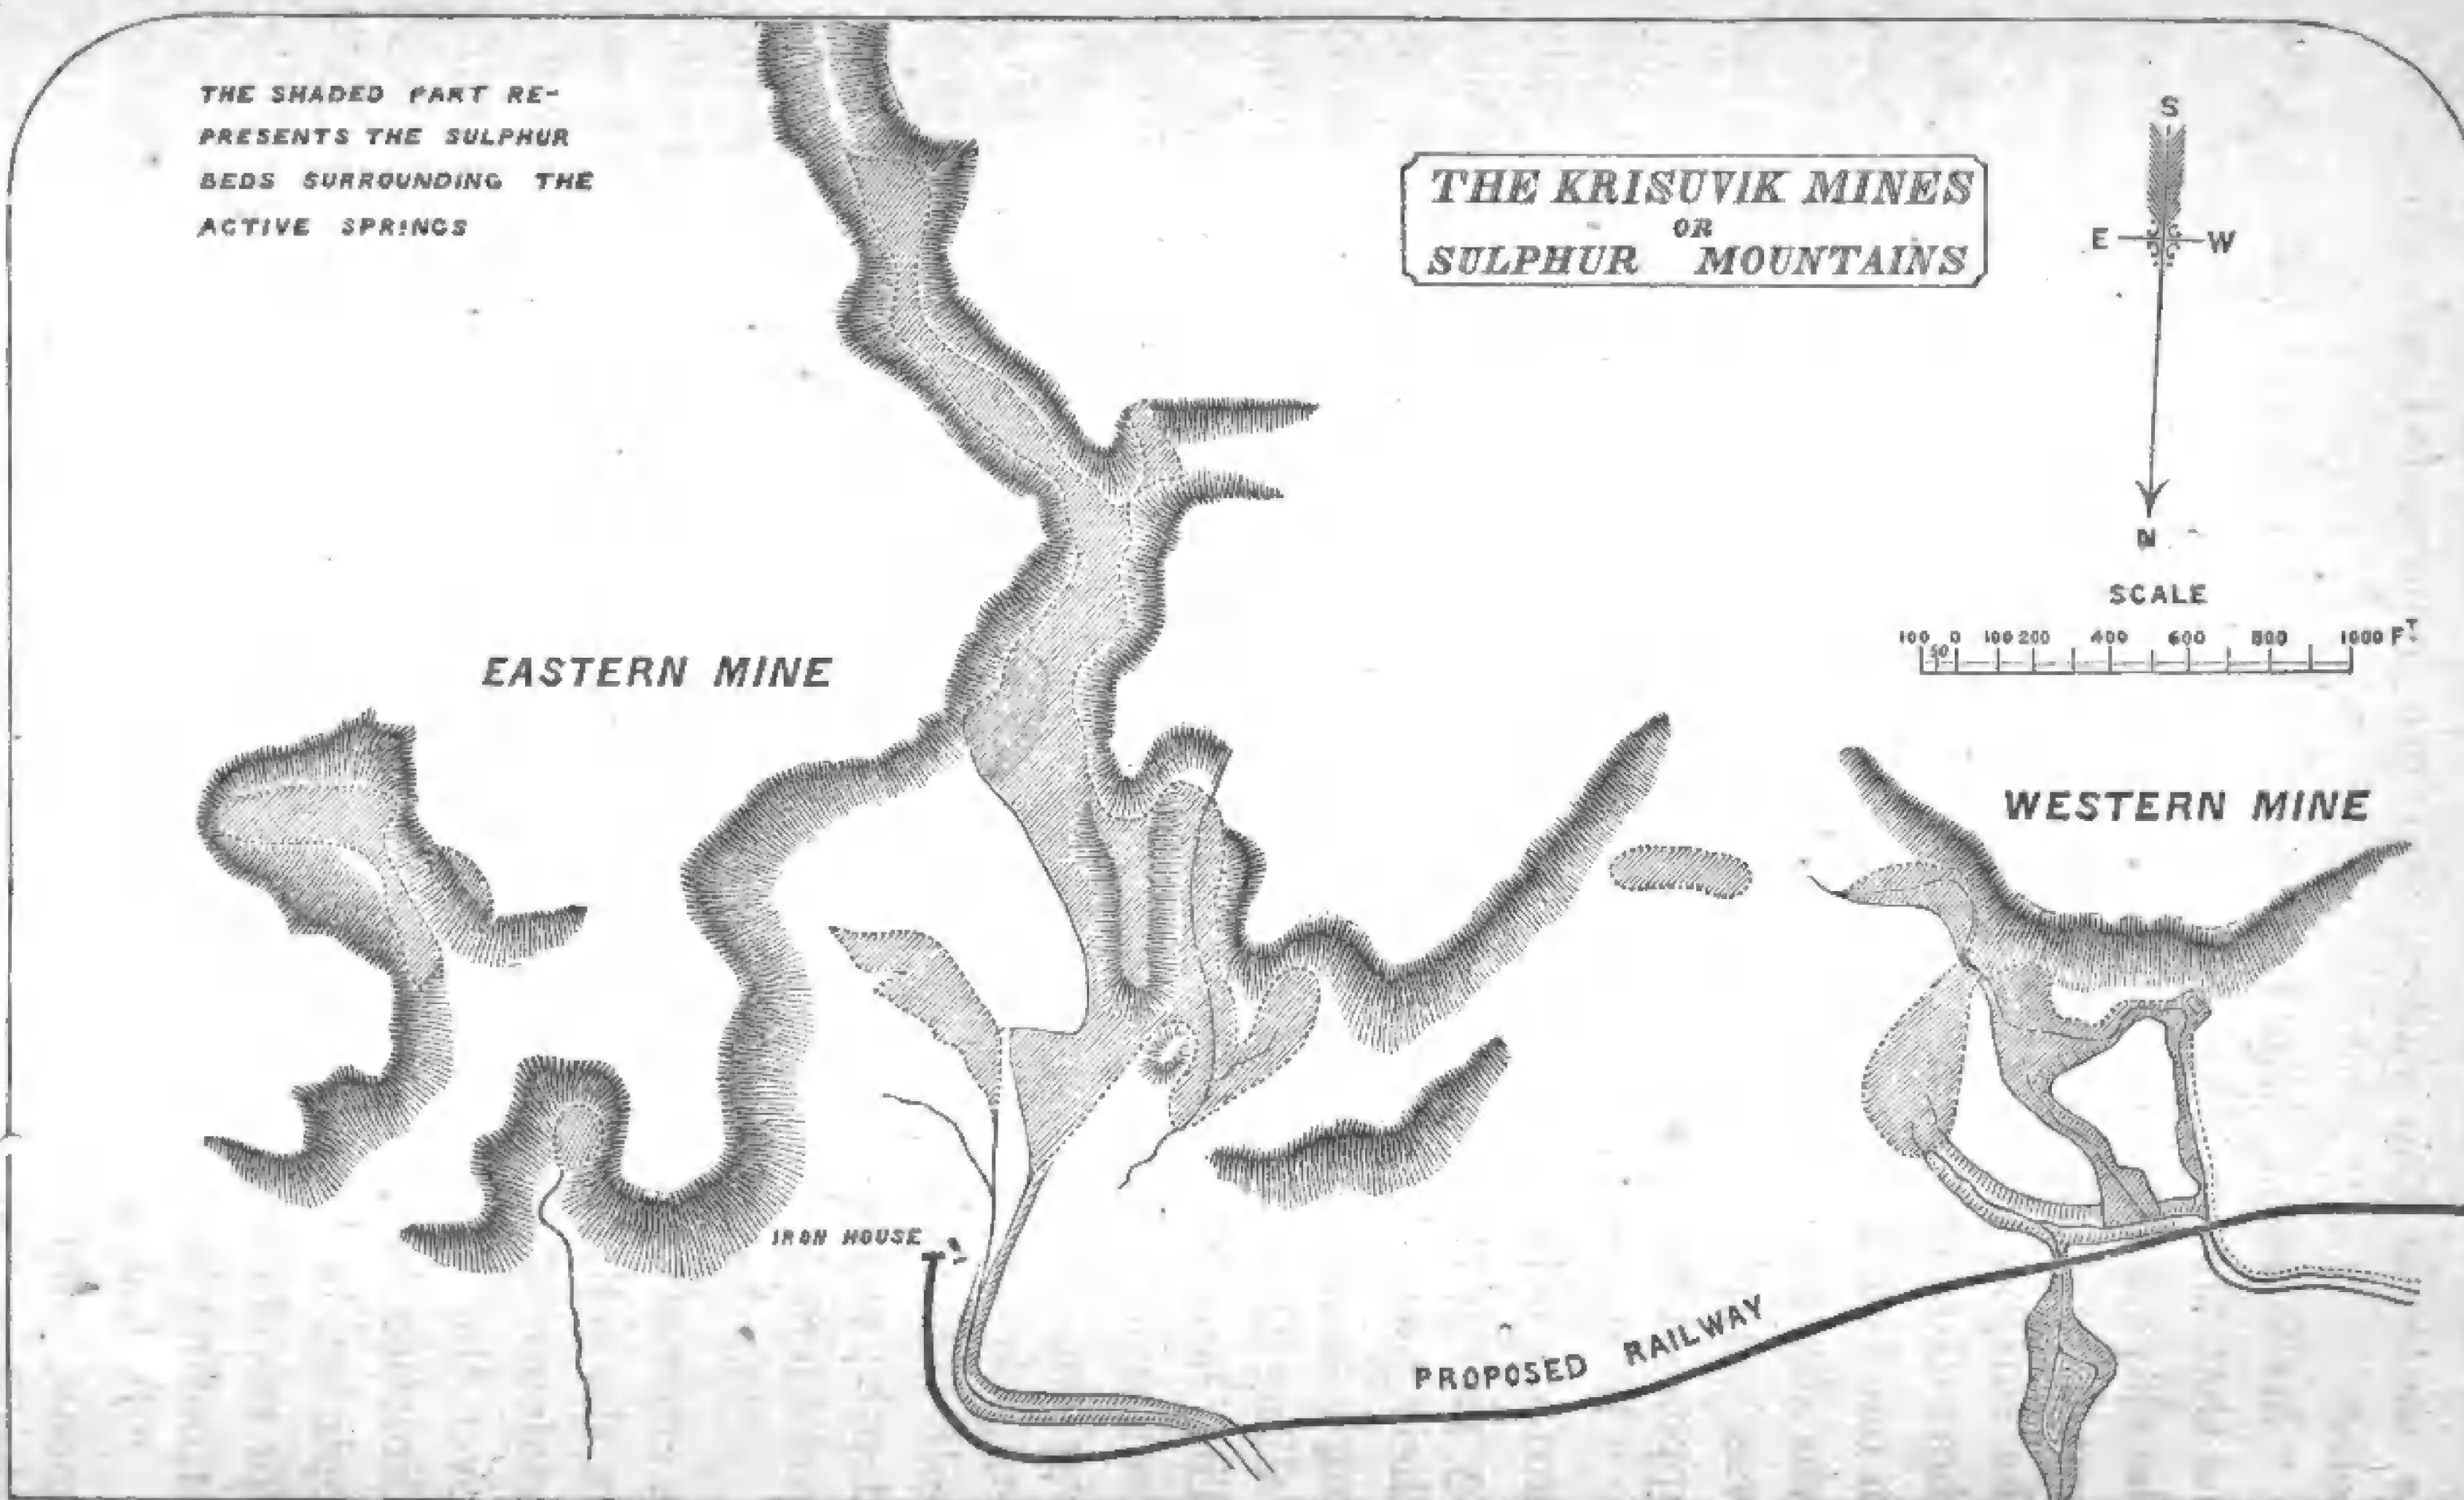 THE SHADED PART RE-
PRESENTS THE SULPHUR
BEDS SURROUNDING THE
ACTIVE SPRINGS
THE KRISUVIK MINES
OR
SULPHUR MOUNTAINS
S
E W
N
SCALE
100 50 0 100 200 400 600 800 1000 FT.
EASTERN MINE
WESTERN MINE
IRON HOUSE
PROPOSED RAILWAY